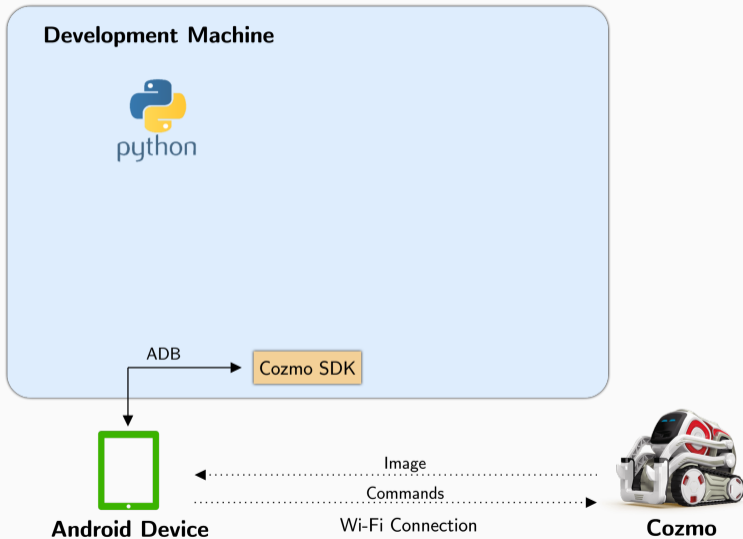 Development Machine
python
ADB
Cozmo SDK
Image
Commands
Wi-Fi Connection
Android Device
Cozmo